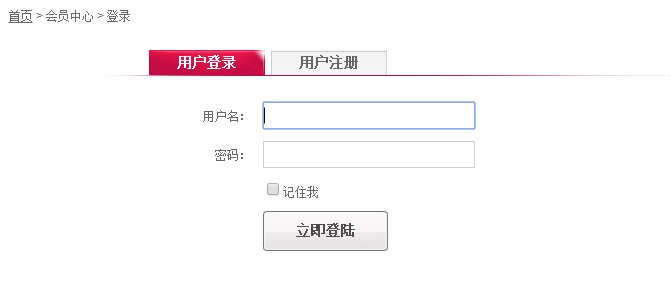 首页 > 会员中心 > 登录
用户登录 用户注册
用户名:
密码:
记住我
立即登陆